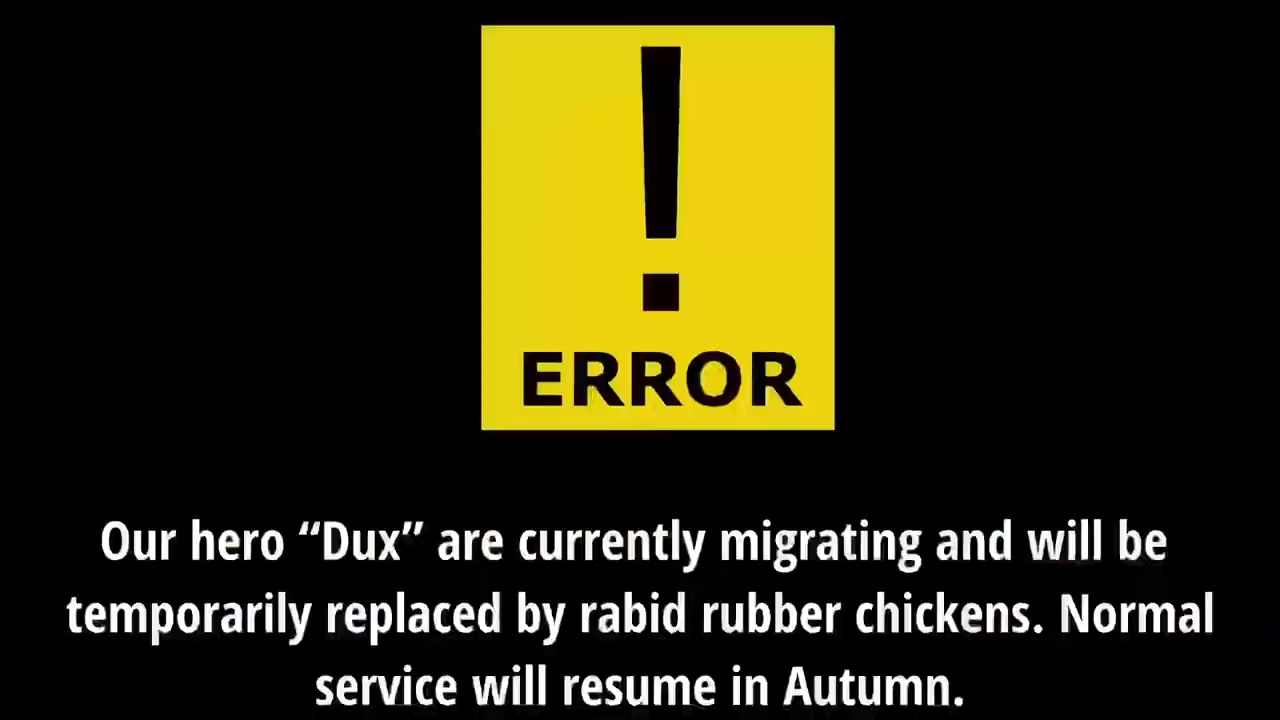 !
ERROR
Our hero “Dux” are currently migrating and will be
temporarily replaced by rabid rubber chickens. Normal
service will resume in Autumn.